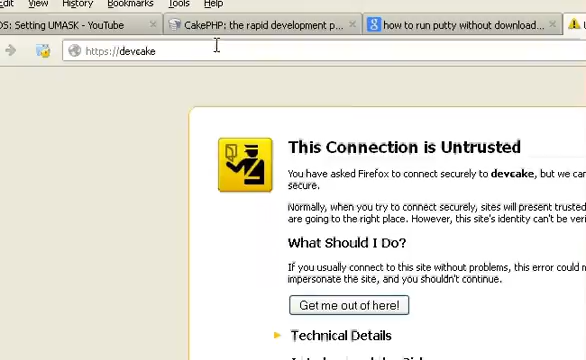 Edit View History Bookmarks Tools Help
OS: Setting UMASK - YouTube × CakePHP: the rapid development p... × how to run putty without download... ×
https://devcake
This Connection is Untrusted
You have asked Firefox to connect securely to devcake, but we can
secure.
Normally, when you try to connect securely, sites will present trusted
are going to the right place. However, this site's identity can't be veri
What Should I Do?
If you usually connect to this site without problems, this error could m
impersonate the site, and you shouldn't continue.
Get me out of here!
Technical Details